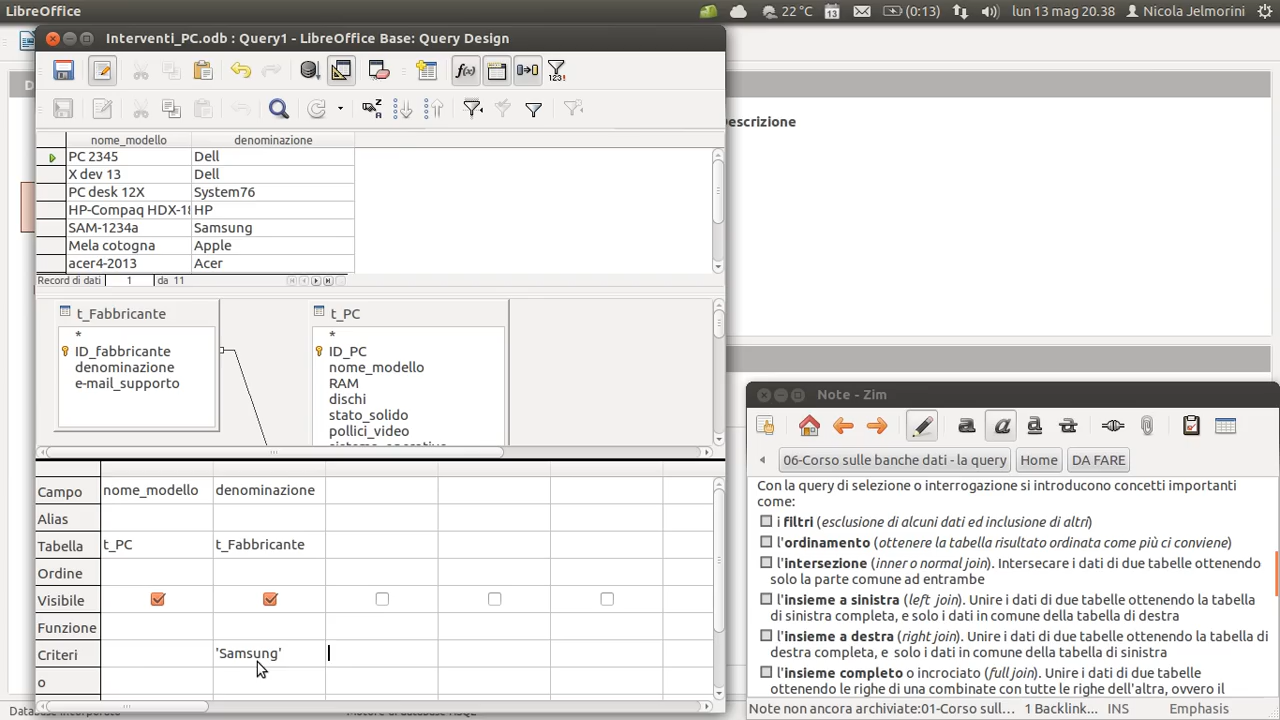 LibreOffice
22 °C
13
(0:13)
lun 13 mag 20.38
Nicola Jelmorini
Interventi_PC.odb : Query1 - LibreOffice Base: Query Design
D
f(x)
123!
nome_modello denominazione
PC 2345 Dell
X dev 13 Dell
PC desk 12X System76
HP-Compaq HDX-18 HP
SAM-1234a Samsung
Mela cotogna Apple
acer4-2013 Acer
Record di dati 1 da 11
Descrizione
t_Fabbricante
*
ID_fabbricante
denominazione
e-mail_supporto
t_PC
*
ID_PC
nome_modello
RAM
dischi
stato_solido
pollici_video
Campo nome_modello denominazione
Alias
Tabella t_PC t_Fabbricante
Ordine
Visibile
Funzione
Criteri 'Samsung'
o
Note - Zim
a a a a
06-Corso sulle banche dati - la query Home DA FARE
Con la query di selezione o interrogazione si introducono concetti importanti
come:
i filtri (esclusione di alcuni dati ed inclusione di altri)
l'ordinamento (ottenere la tabella risultato ordinata come più ci conviene)
l'intersezione (inner o normal join). Intersecare i dati di due tabelle ottenendo
solo la parte comune ad entrambe
l'insieme a sinistra (left join). Unire i dati di due tabelle ottenendo la tabella
di sinistra completa, e solo i dati in comune della tabella di destra
l'insieme a destra (right join). Unire i dati di due tabelle ottenendo la tabella di
destra completa, e solo i dati in comune della tabella di sinistra
l'insieme completo o incrociato (full join). Unire i dati di due tabelle
ottenendo le righe di una combinate con tutte le righe dell'altra, ovvero il
Note non ancora archiviate:01-Corso sull... 1 Backlink... INS Emphasis